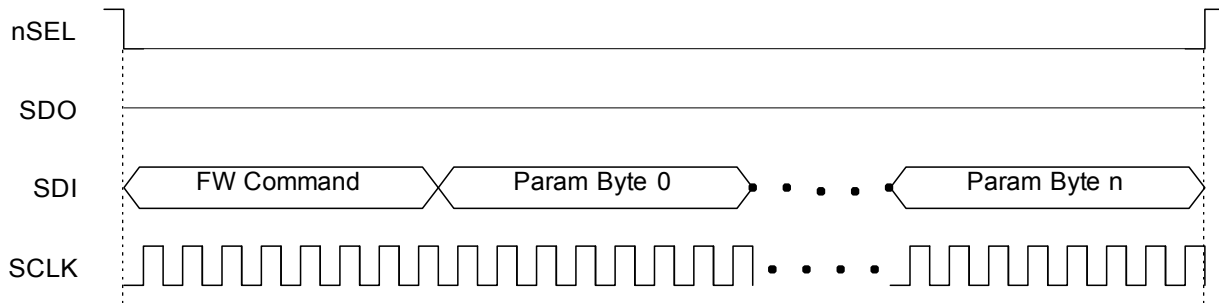 nSEL
SDO
SDI FW Command Param Byte 0 Param Byte n
SCLK